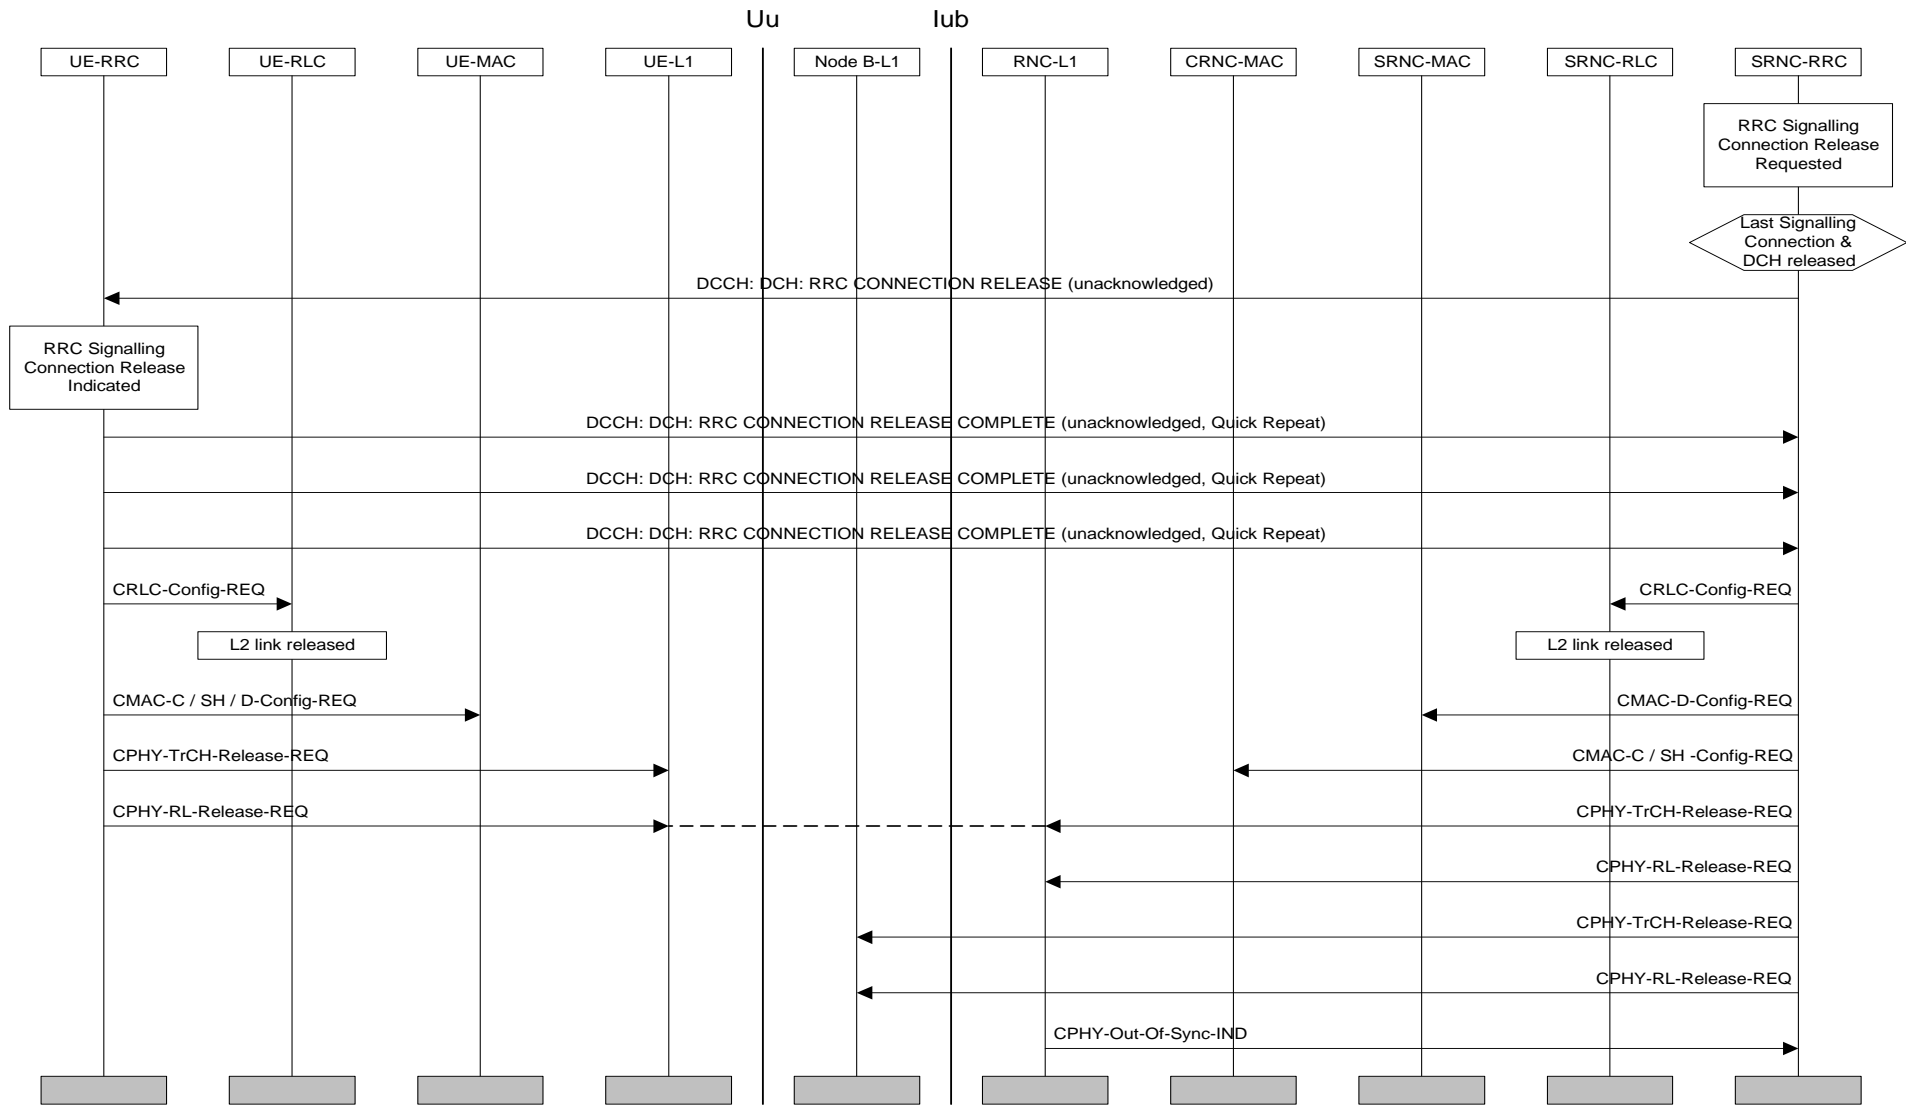 Uu
Iub
UE-RRC
UE-RLC
UE-MAC
UE-L1
Node B-L1
RNC-L1
CRNC-MAC
SRNC-MAC
SRNC-RLC
SRNC-RRC
RRC Signalling
Connection Release
Requested
Last Signalling
Connection &
DCH released
DCCH: DCH: RRC CONNECTION RELEASE (unacknowledged)
RRC Signalling
Connection Release
Indicated
DCCH: DCH: RRC CONNECTION RELEASE COMPLETE (unacknowledged, Quick Repeat)
DCCH: DCH: RRC CONNECTION RELEASE COMPLETE (unacknowledged, Quick Repeat)
DCCH: DCH: RRC CONNECTION RELEASE COMPLETE (unacknowledged, Quick Repeat)
CRLC-Config-REQ
CRLC-Config-REQ
L2 link released
L2 link released
CMAC-C / SH / D-Config-REQ
CMAC-D-Config-REQ
CPHY-TrCH-Release-REQ
CMAC-C / SH -Config-REQ
CPHY-RL-Release-REQ
CPHY-TrCH-Release-REQ
CPHY-RL-Release-REQ
CPHY-TrCH-Release-REQ
CPHY-RL-Release-REQ
CPHY-Out-Of-Sync-IND